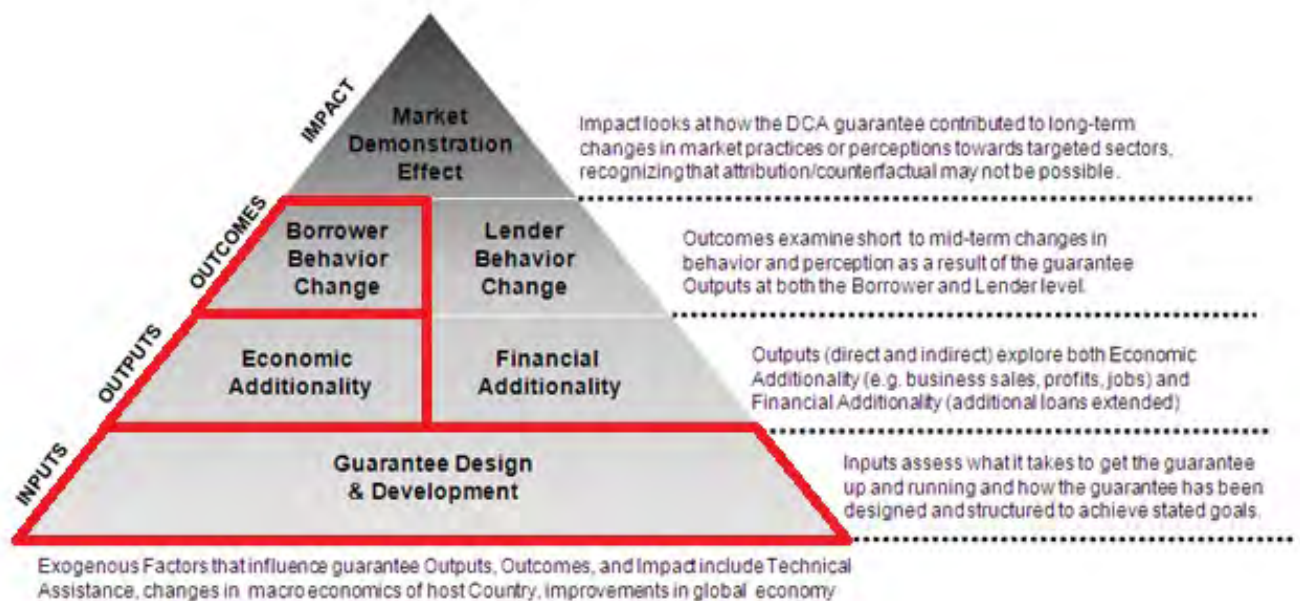 IMPACT
Market
Demonstration
Effect
Impact looks at how the DCA guarantee contributed to long-term
changes in market practices or perceptions towards targeted sectors,
recognizing that attribution/counterfactual may not be possible.
OUTCOMES
Borrower
Behavior
Change
Lender
Behavior
Change
Outcomes examine short to mid-term changes in
behavior and perception as a result of the guarantee
Outputs at both the Borrower and Lender level.
OUTPUTS
Economic
Additionality
Financial
Additionality
Outputs (direct and indirect) explore both Economic
Additionality (e.g. business sales, profits, jobs) and
Financial Additionality (additional loans extended)
INPUTS
Guarantee Design
& Development
Inputs assess what it takes to get the guarantee
up and running and how the guarantee has been
designed and structured to achieve stated goals.
Exogenous Factors that influence guarantee Outputs, Outcomes, and Impact include Technical
Assistance, changes in macro economics of host Country, improvements in global economy